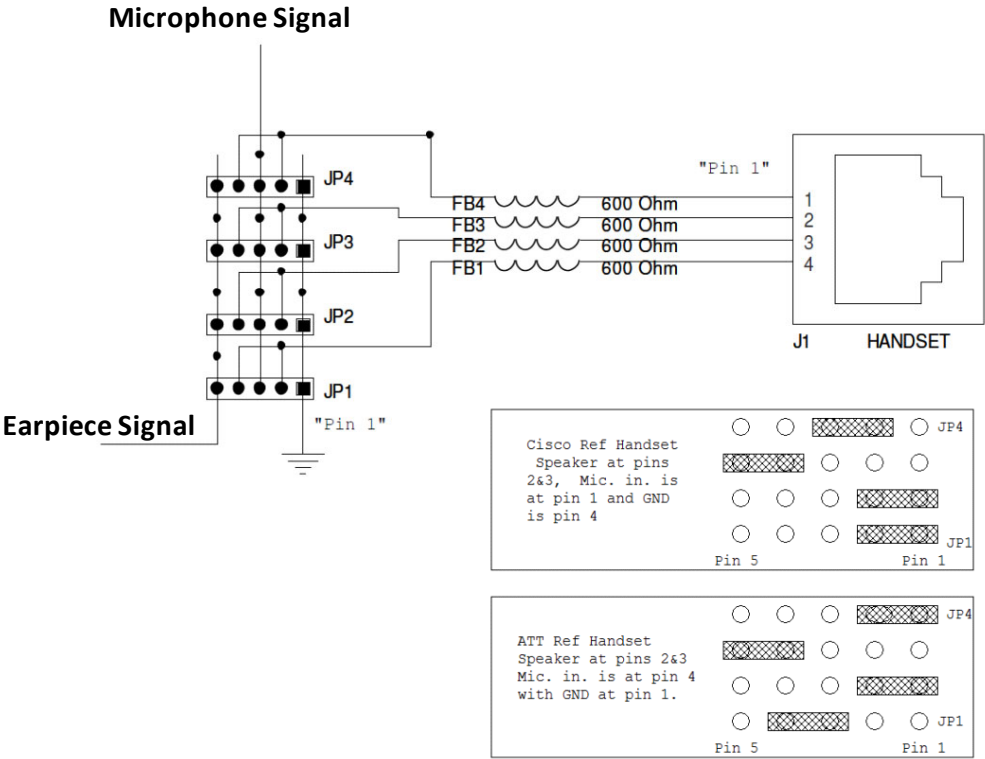 Microphone Signal
JP4
"Pin 1"
FB4 600 Ohm 1
FB3 600 Ohm 2
JP3
FB2 600 Ohm 3
FB1 600 Ohm 4
JP2
J1 HANDSET
JP1
"Pin 1"
Earpiece Signal
Cisco Ref Handset
Speaker at pins
2&3, Mic. in. is
at pin 1 and GND
is pin 4
JP4
JP1
Pin 5 Pin 1
ATT Ref Handset
Speaker at pins 2&3
Mic. in. is at pin 4
with GND at pin 1.
JP4
JP1
Pin 5 Pin 1